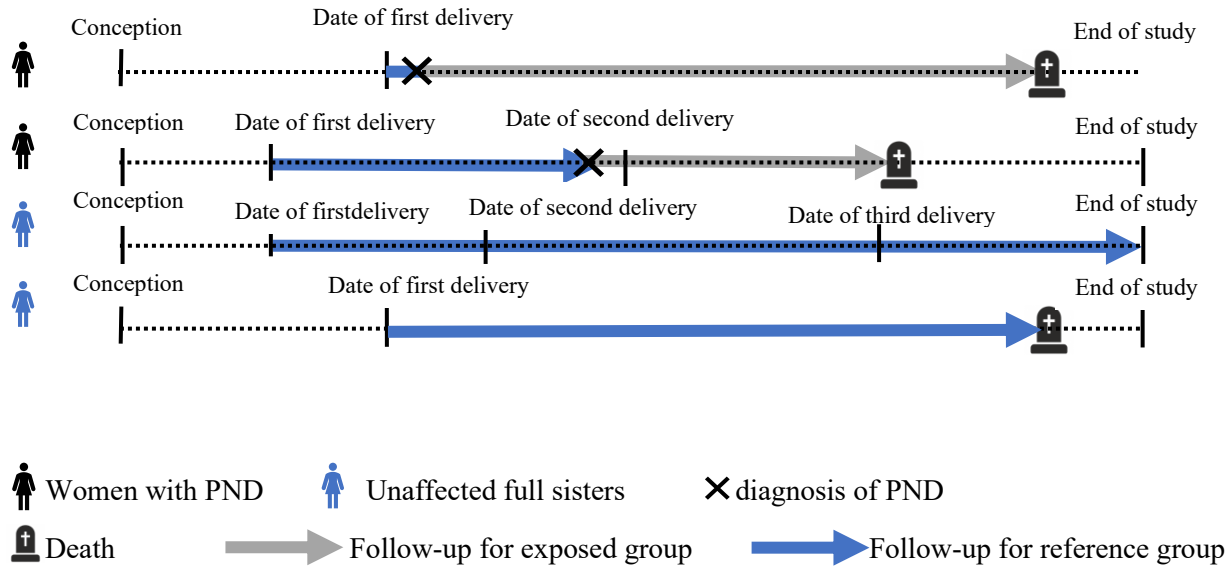 Date of first delivery
Conception
End of study
Conception
Date of first delivery
Date of second delivery
End of study
Conception
Date of firstdelivery
Date of second delivery
Date of third delivery
End of study
Conception
Date of first delivery
End of study
Women with PND
Unaffected full sisters
diagnosis of PND
Death
Follow-up for exposed group
Follow-up for reference group